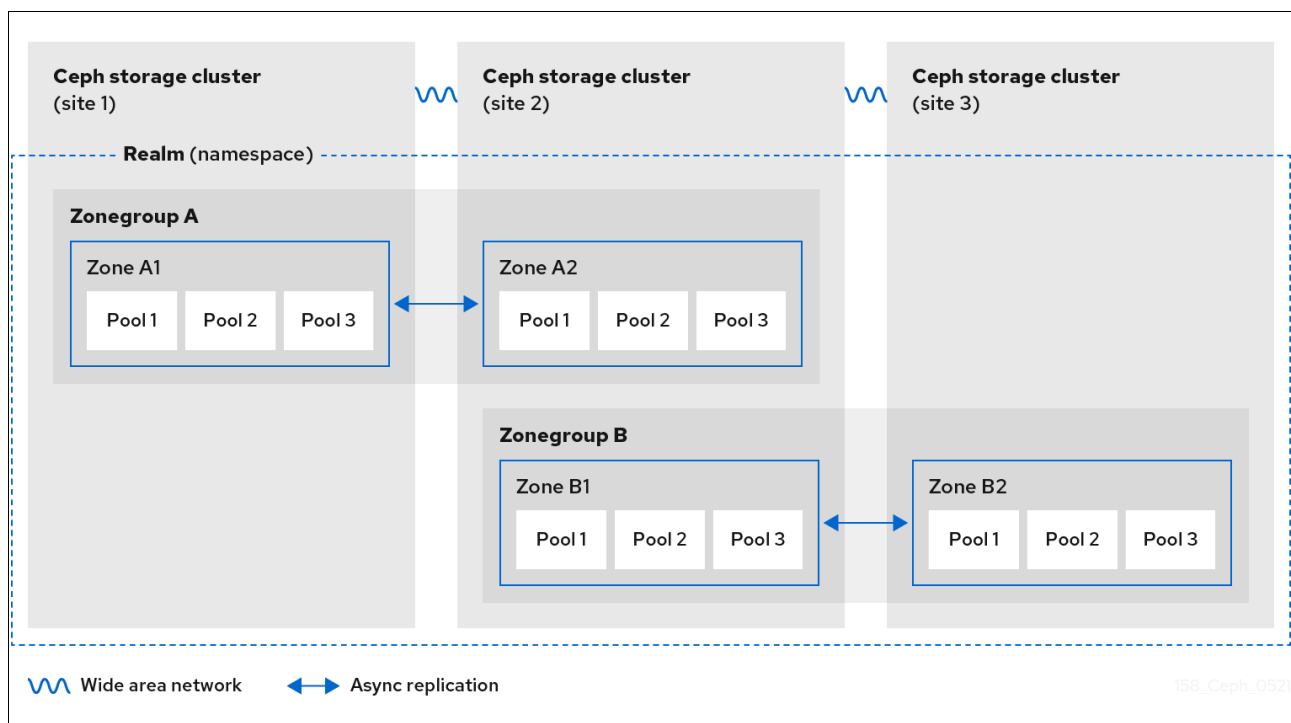 Ceph storage cluster
(site 1)
Ceph storage cluster
(site 2)
Ceph storage cluster
(site 3)
Realm (namespace)
Zonegroup A
Zone A1
Pool 1 Pool 2 Pool 3
Zone A2
Pool 1 Pool 2 Pool 3
Zonegroup B
Zone B1
Pool 1 Pool 2 Pool 3
Zone B2
Pool 1 Pool 2 Pool 3
Wide area network
Async replication
158_Ceph_0521